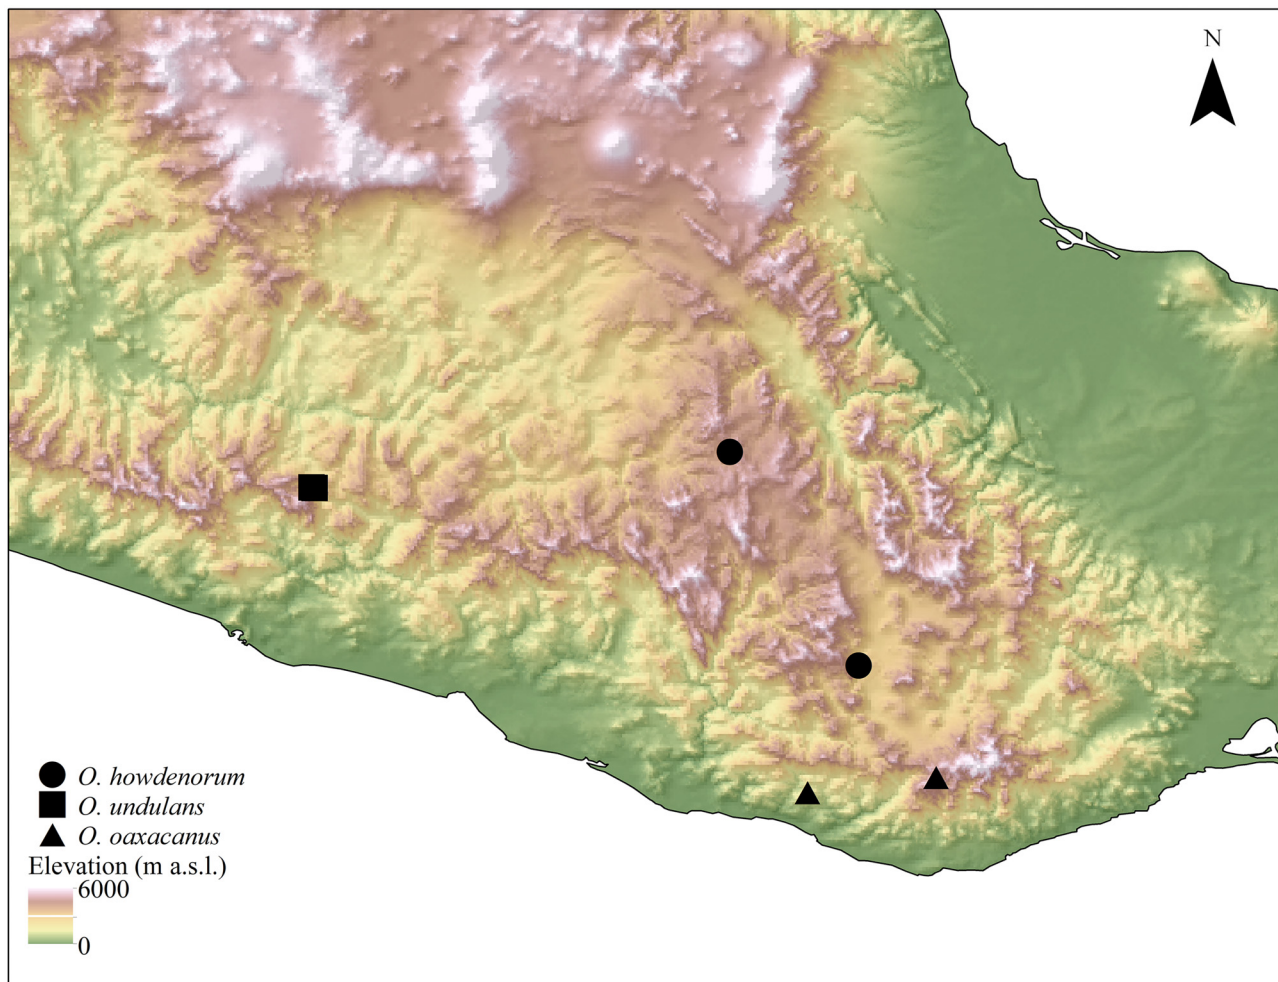 N
O. howdenorum
O. undulans
O. oaxacanus
Elevation (m a.s.l.)
6000
0